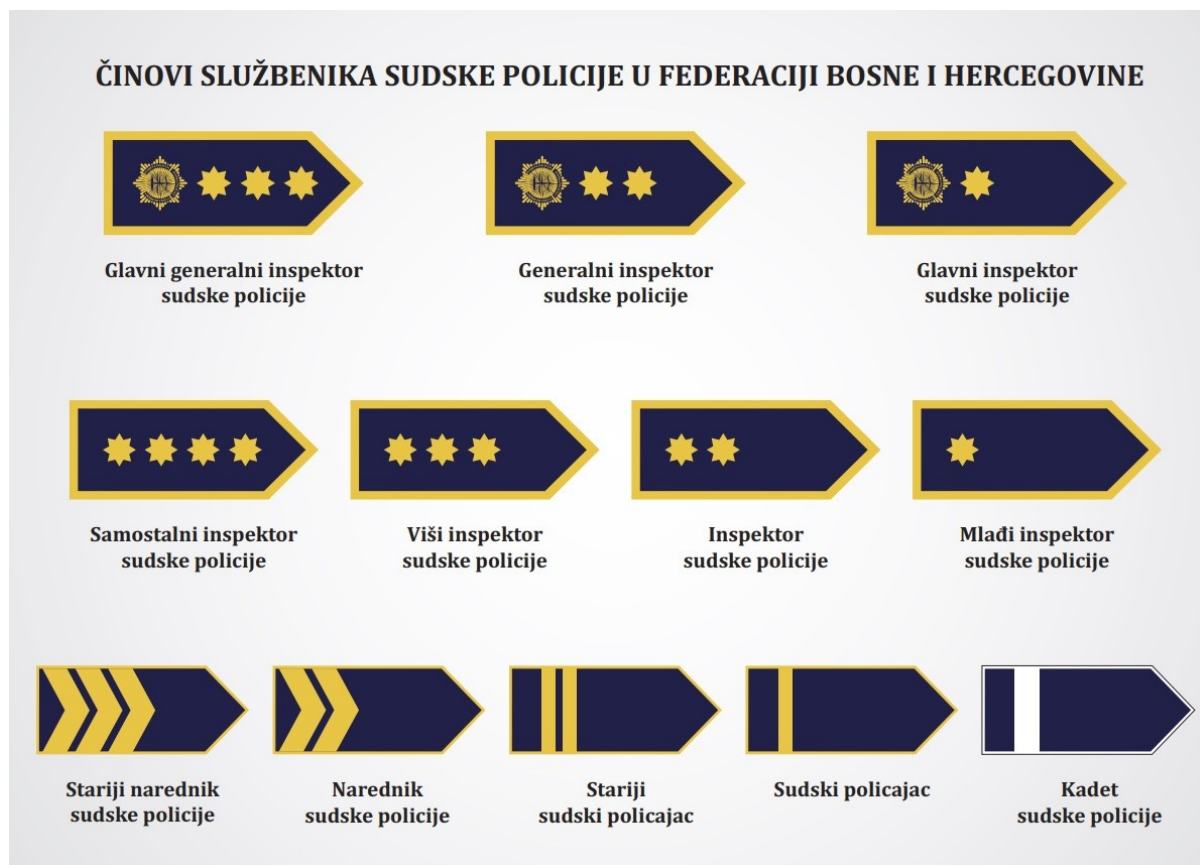 ČINOVI SLUŽBENIKA SUDSKE POLICIJE U FEDERACIJI BOSNE I HERCEGOVINE
Glavni generalni inspektor
sudske policije
Generalni inspektor
sudske policije
Glavni inspektor
sudske policije
Samostalni inspektor
sudske policije
Viši inspektor
sudske policije
Inspektor
sudske policije
Mlađi inspektor
sudske policije
Stariji narednik
sudske policije
Narednik
sudske policije
Stariji
sudski policajac
Sudski policajac
Kadet
sudske policije